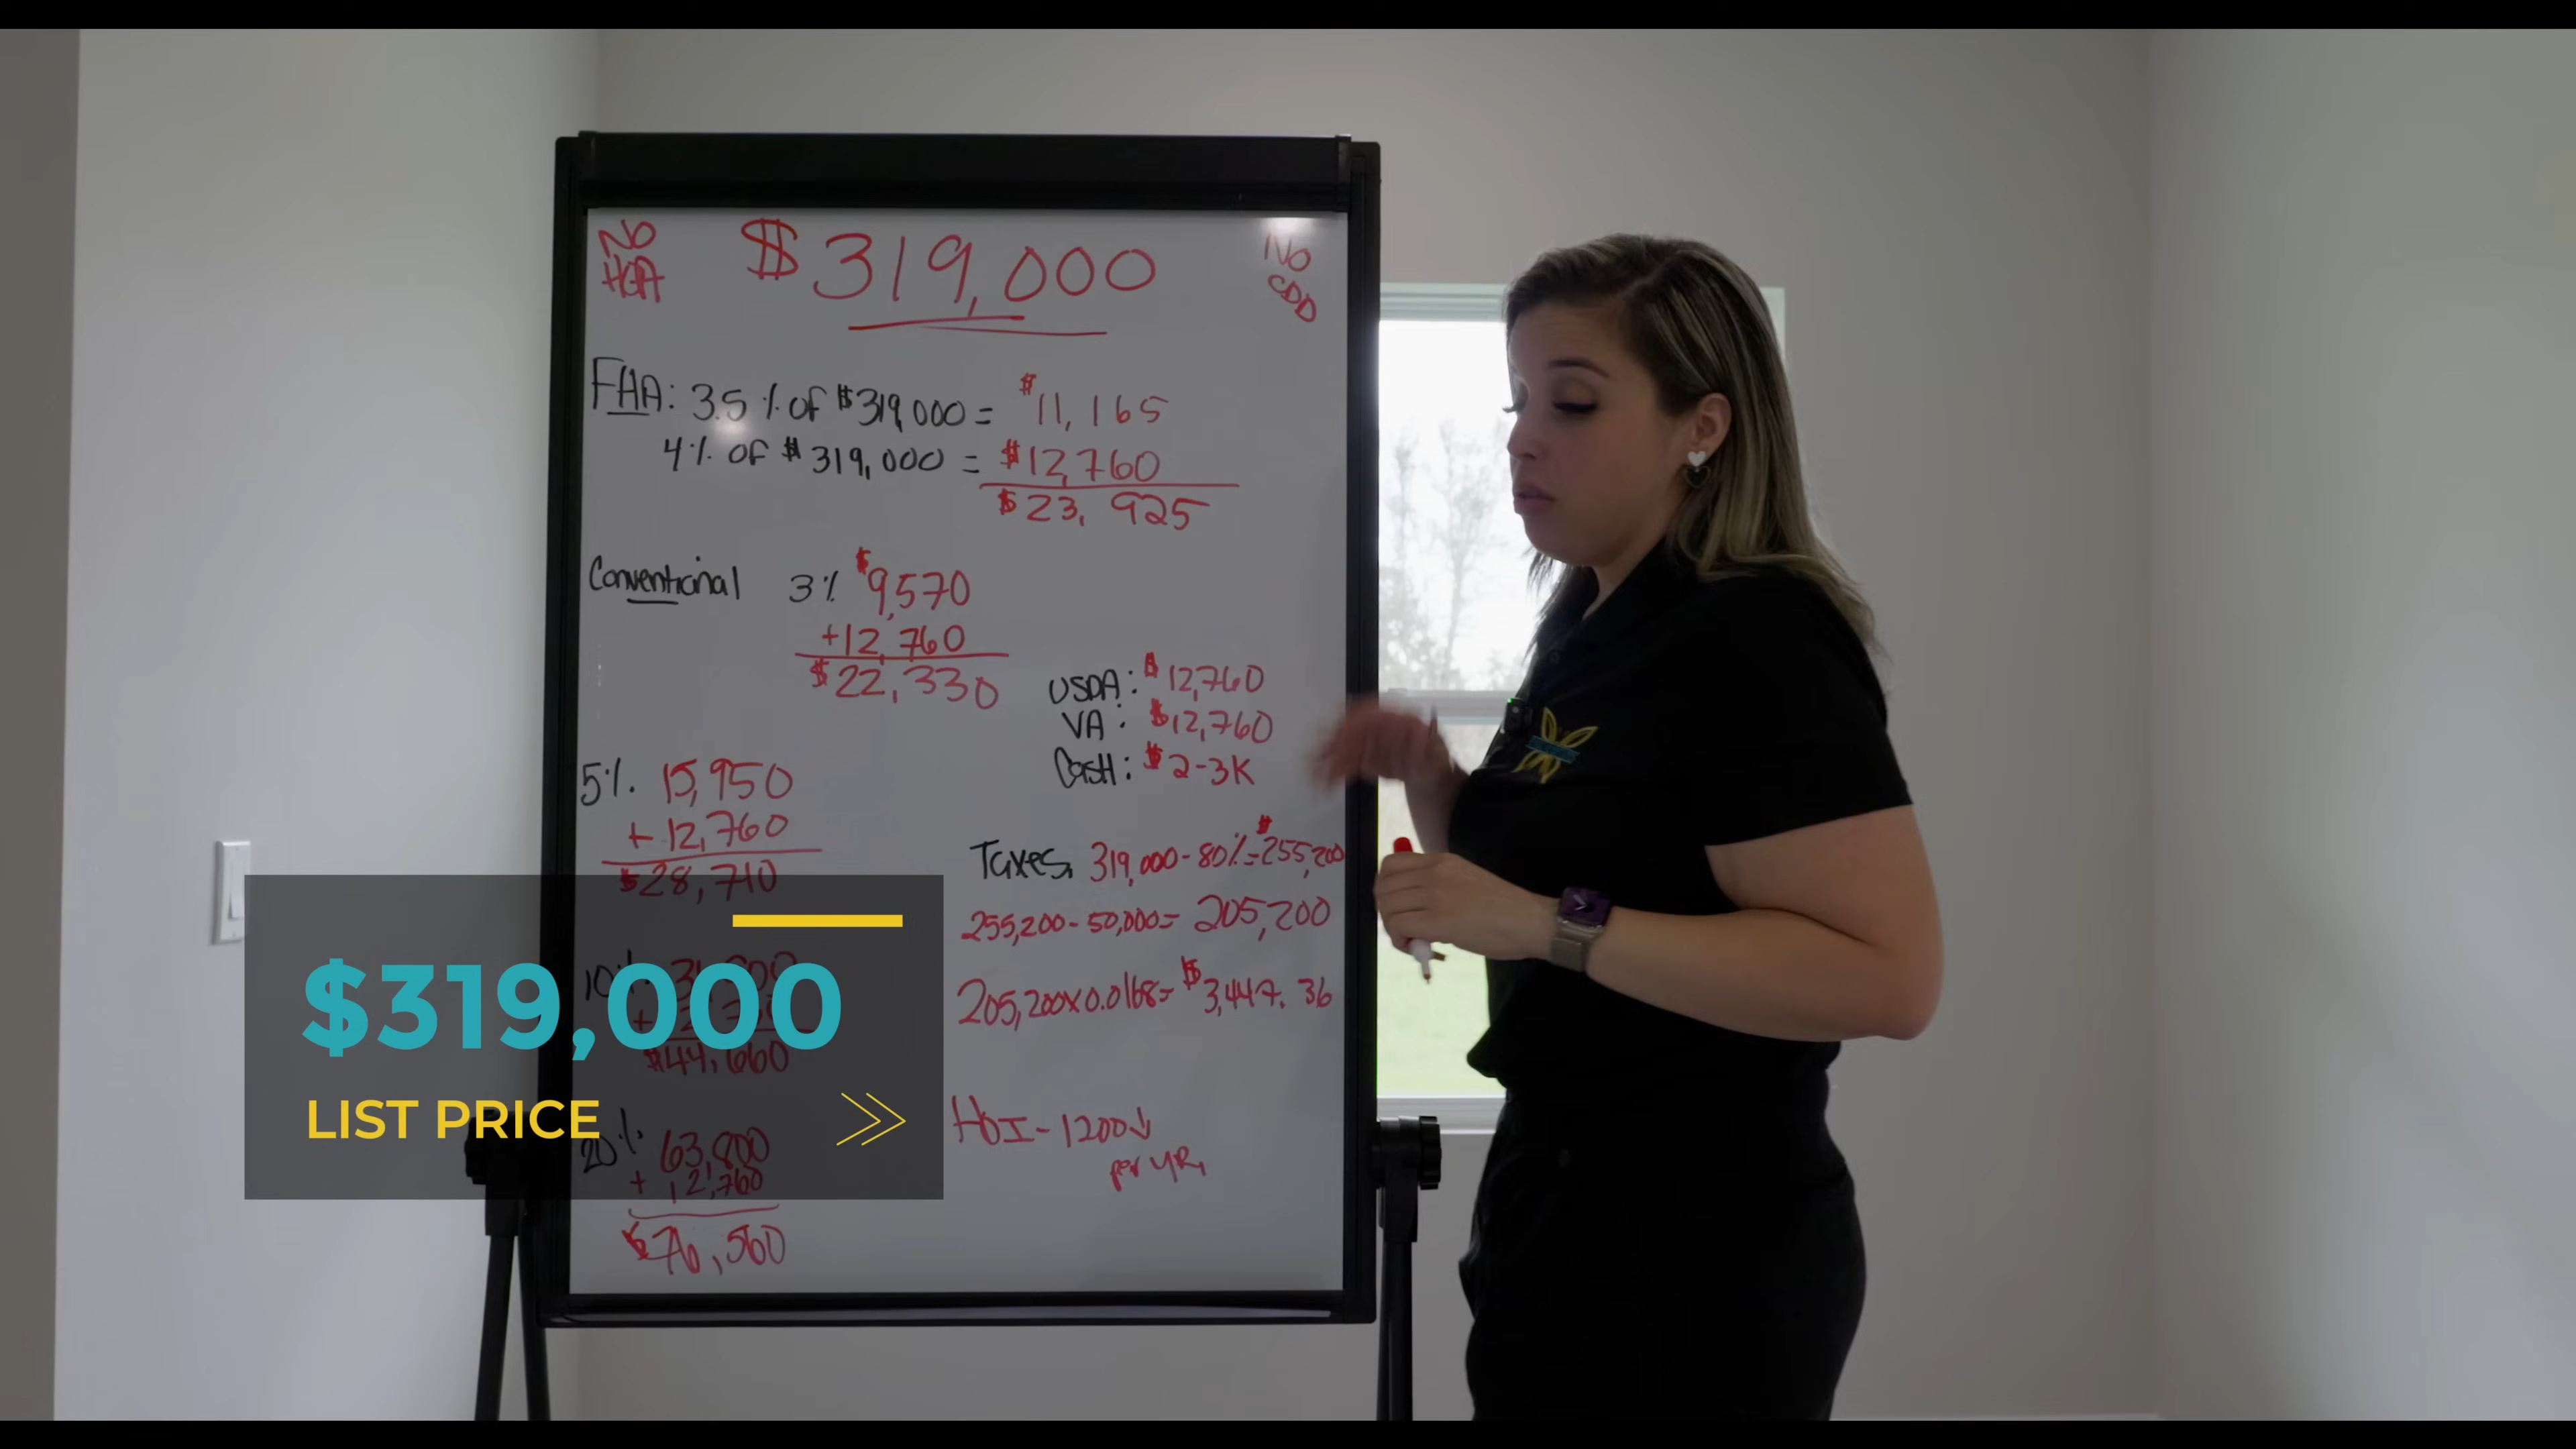 NO
HOA
$319,000
NO
CDD
FHA: 3.5% of $319,000 = $11,165
4% of $319,000 = $12,760
$23,925
Conventional 3% $9,570
+12,760
$22,330
USDA: $12,760
VA: $12,760
Cash: $2-3K
5% 15,950
+ 12,760
$28,710
Taxes. 319,000 - 80% = $255,200
255,200 - 50,000 = 205,200
205,200 x 0.0168 = $3,447.36
10%
$44,660
$319,000
LIST PRICE
20% 63,800
+ 12,760
$76,560
HOI - 1200↓
per yr.